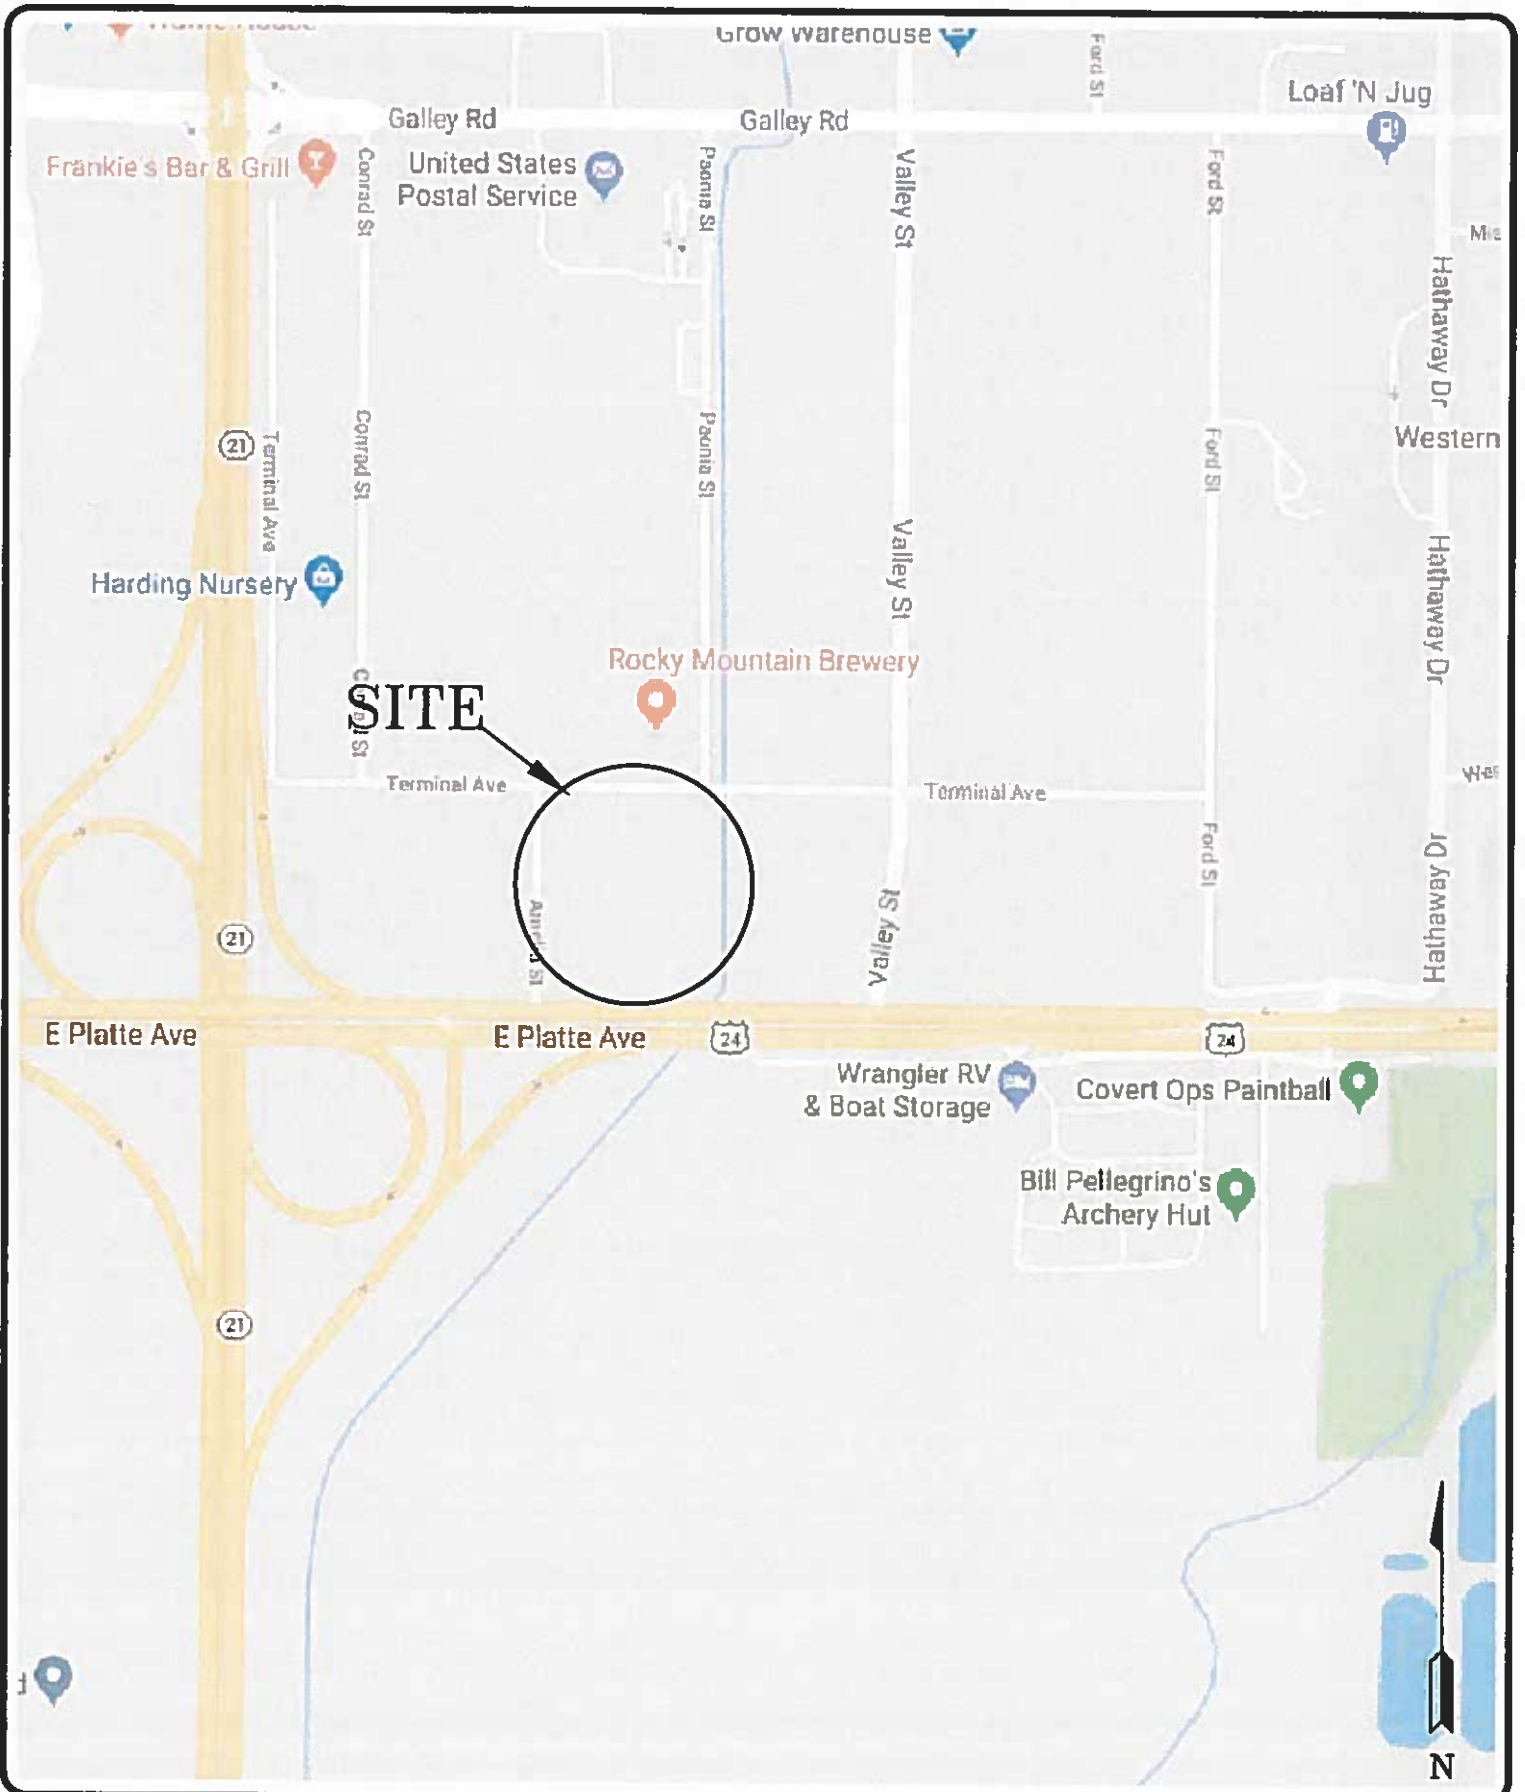 Grow Warehouse
Ford St
Loaf 'N Jug
Galley Rd
Galley Rd
Frankie's Bar & Grill
United States
Postal Service
Conrad St
Paonia St
Valley St
Ford St
Hathaway Dr
21
Terminal Ave
Conrad St
Paonia St
Ford St
Western
Harding Nursery
Valley St
Hathaway Dr
Rocky Mountain Brewery
SITE
Terminal Ave
Terminal Ave
Ford St
Hathaway Dr
Valley St
21
E Platte Ave
E Platte Ave
24
24
Wrangler RV
& Boat Storage
Covert Ops Paintball
Bill Pellegrino's
Archery Hut
21
N